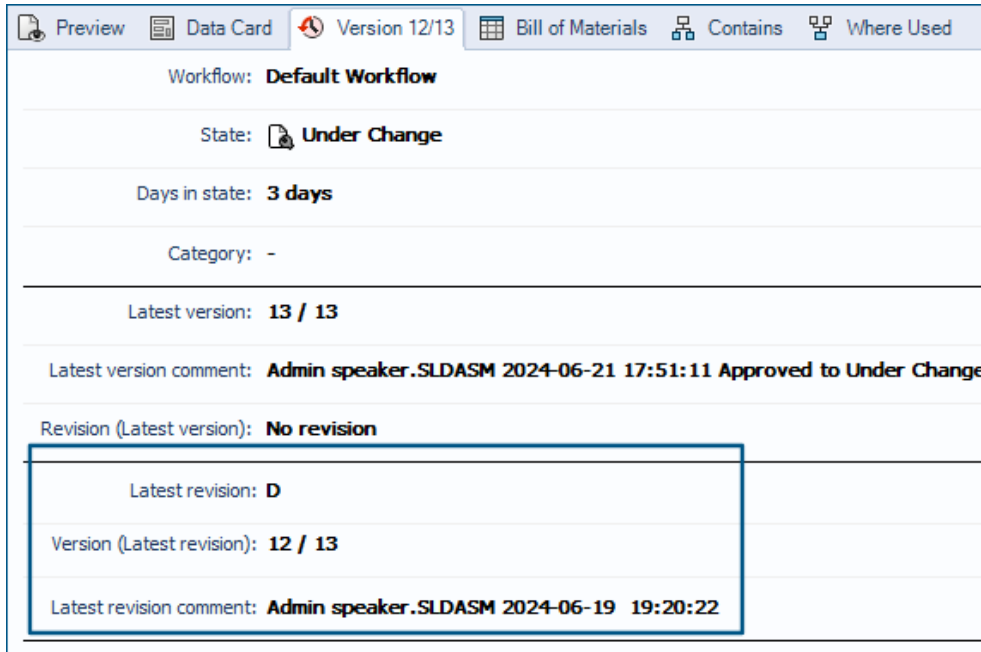 Preview Data Card Version 12/13 Bill of Materials Contains Where Used
Workflow: Default Workflow
State: Under Change
Days in state: 3 days
Category: -
Latest version: 13 / 13
Latest version comment: Admin speaker.SLDASM 2024-06-21 17:51:11 Approved to Under Change
Revision (Latest version): No revision
Latest revision: D
Version (Latest revision): 12 / 13
Latest revision comment: Admin speaker.SLDASM 2024-06-19 19:20:22